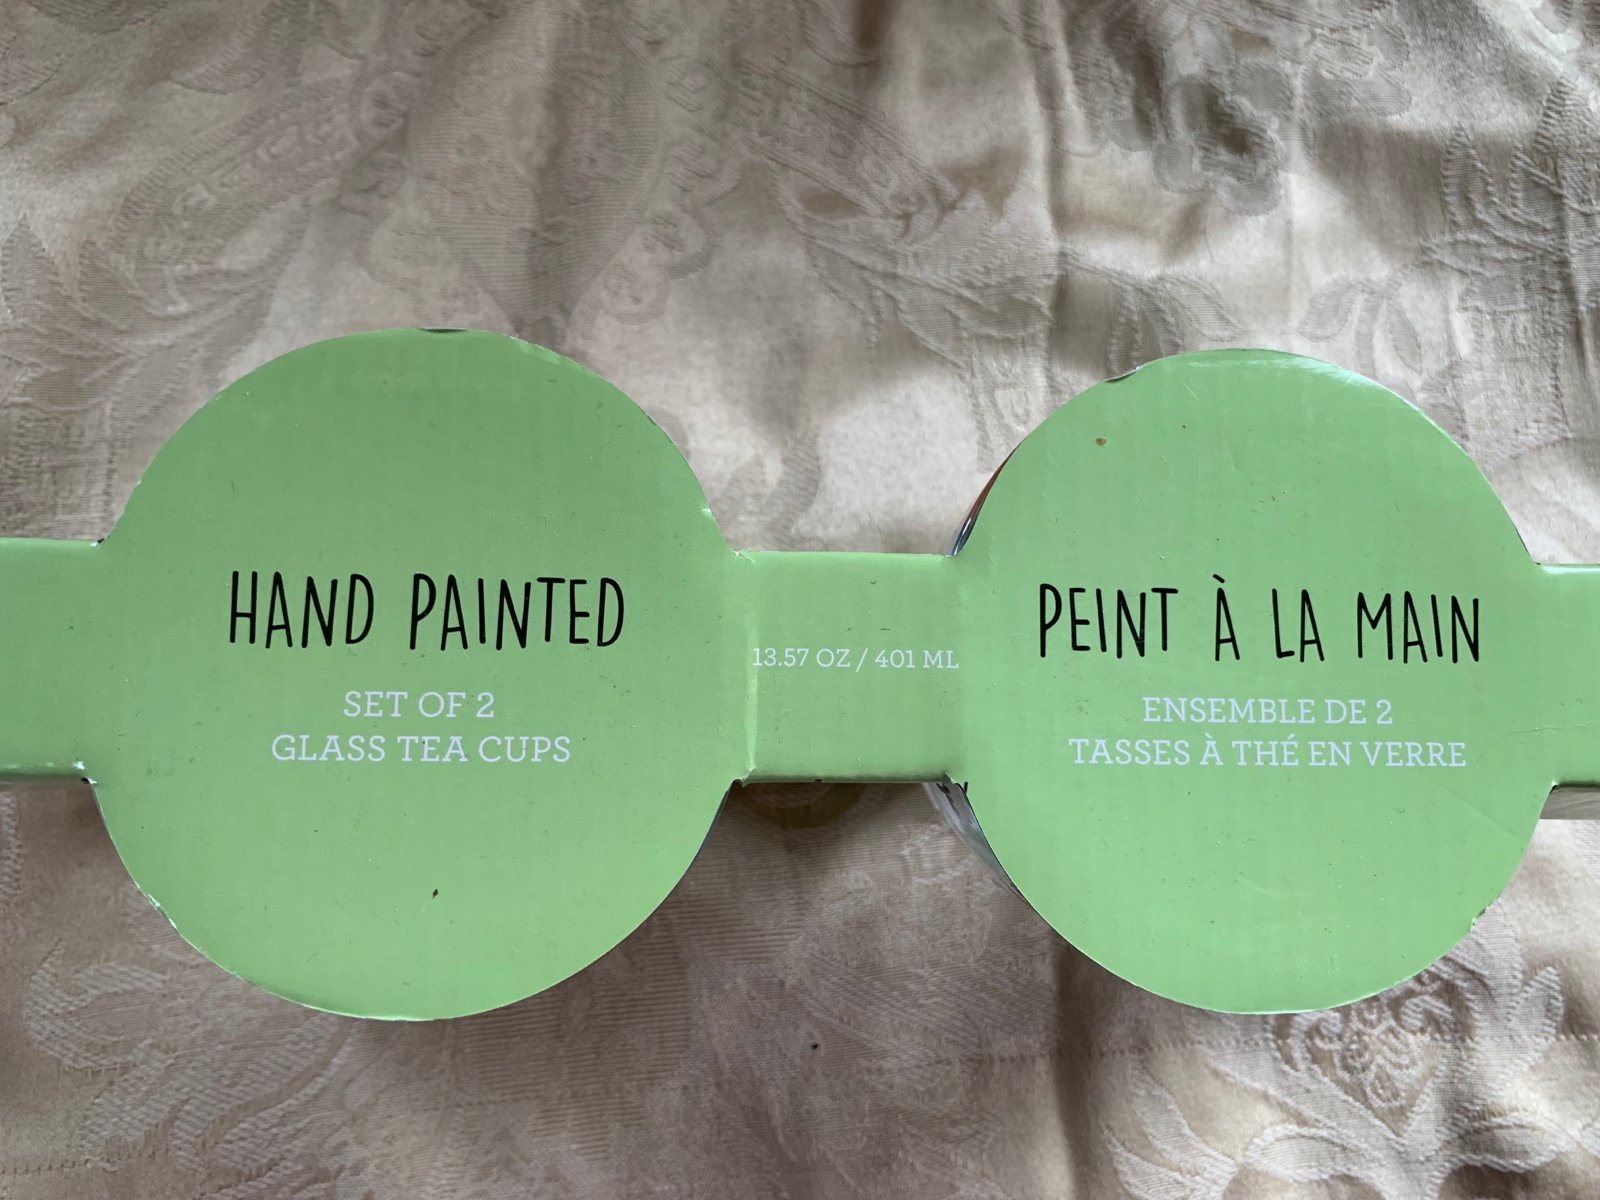 HAND PAINTED
SET OF 2
GLASS TEA CUPS
13.57 OZ / 401 ML
PEINT À LA MAIN
ENSEMBLE DE 2
TASSES À THÉ EN VERRE